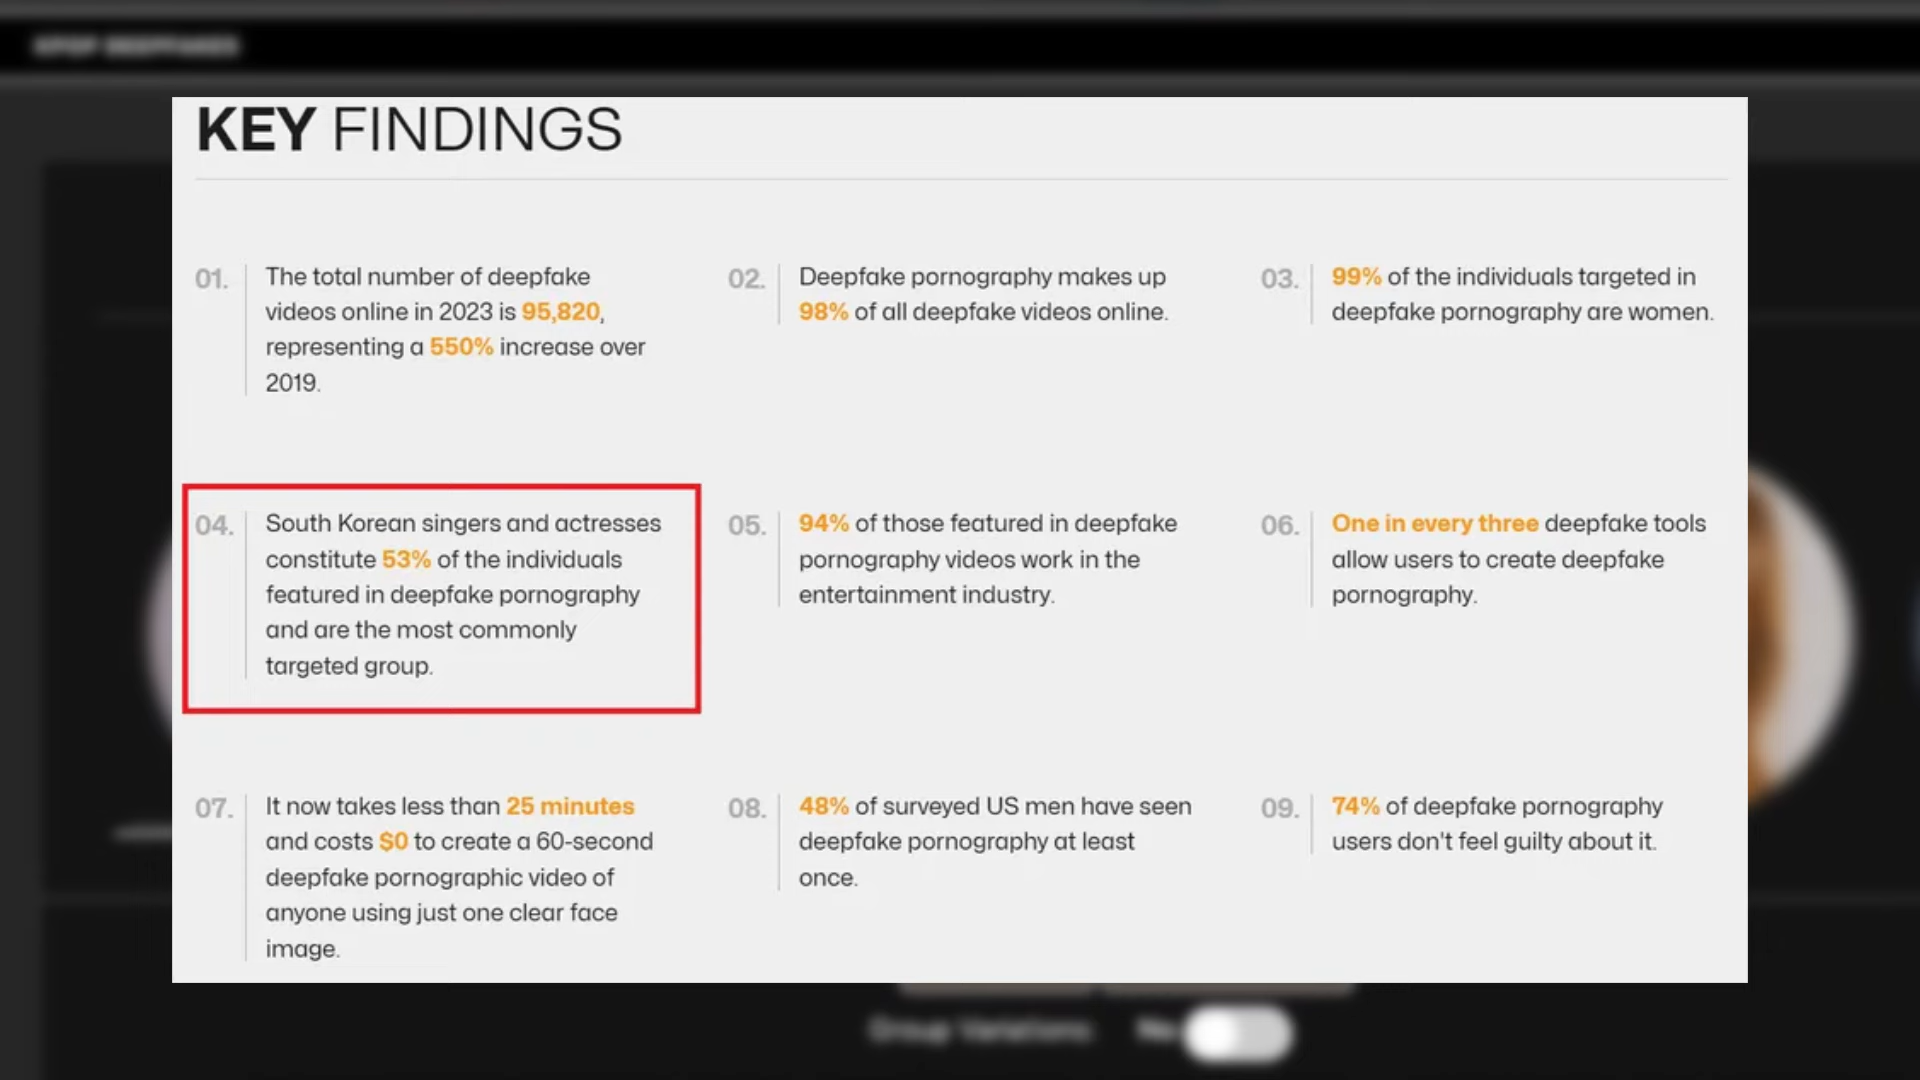 KPOP DEEPFAKES
KEY FINDINGS
01.
The total number of deepfake
videos online in 2023 is 95,820,
representing a 550% increase over
2019.
02.
Deepfake pornography makes up
98% of all deepfake videos online.
03.
99% of the individuals targeted in
deepfake pornography are women.
04.
South Korean singers and actresses
constitute 53% of the individuals
featured in deepfake pornography
and are the most commonly
targeted group.
05.
94% of those featured in deepfake
pornography videos work in the
entertainment industry.
06.
One in every three deepfake tools
allow users to create deepfake
pornography.
07.
It now takes less than 25 minutes
and costs $0 to create a 60-second
deepfake pornographic video of
anyone using just one clear face
image.
08.
48% of surveyed US men have seen
deepfake pornography at least
once.
09.
74% of deepfake pornography
users don't feel guilty about it.
Group Variations: No